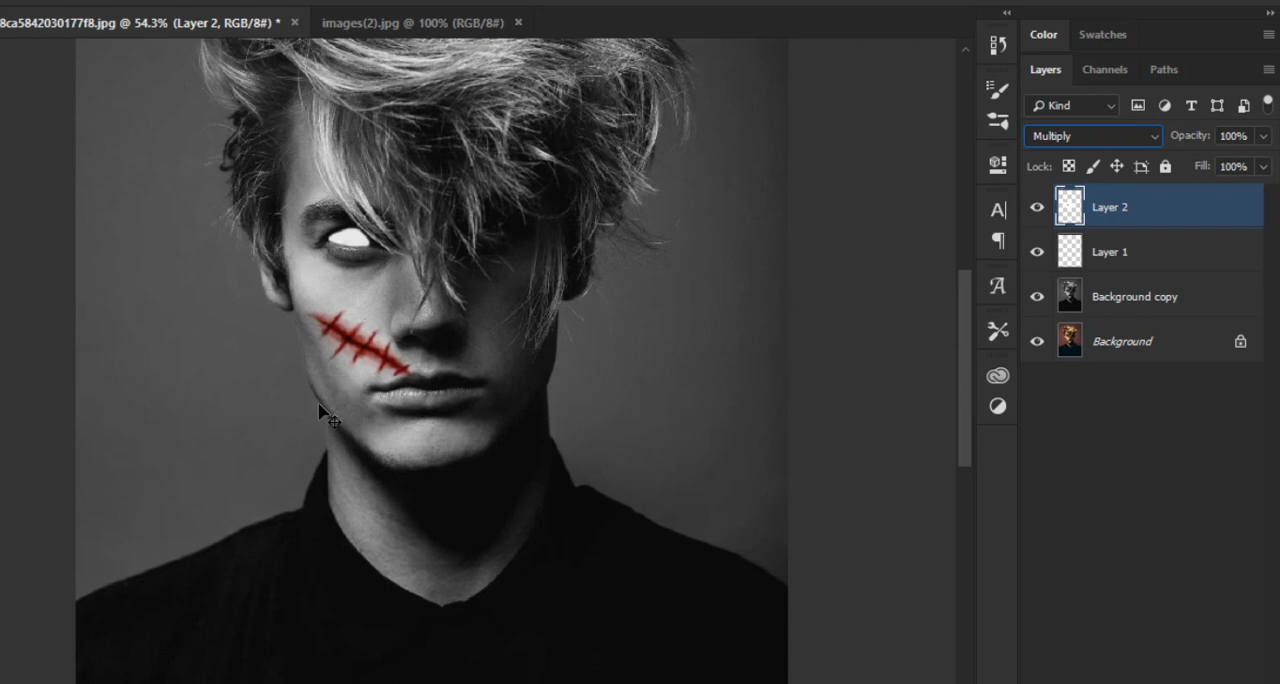 8ca5842030177f8.jpg @ 54.3% (Layer 2, RGB/8#) * ×
images(2).jpg @ 100% (RGB/8#) ×
Color
Swatches
Layers
Channels
Paths
Kind
T
Multiply
Opacity: 100%
Lock:
Fill: 100%
A
A
Layer 2
Layer 1
Background copy
Background